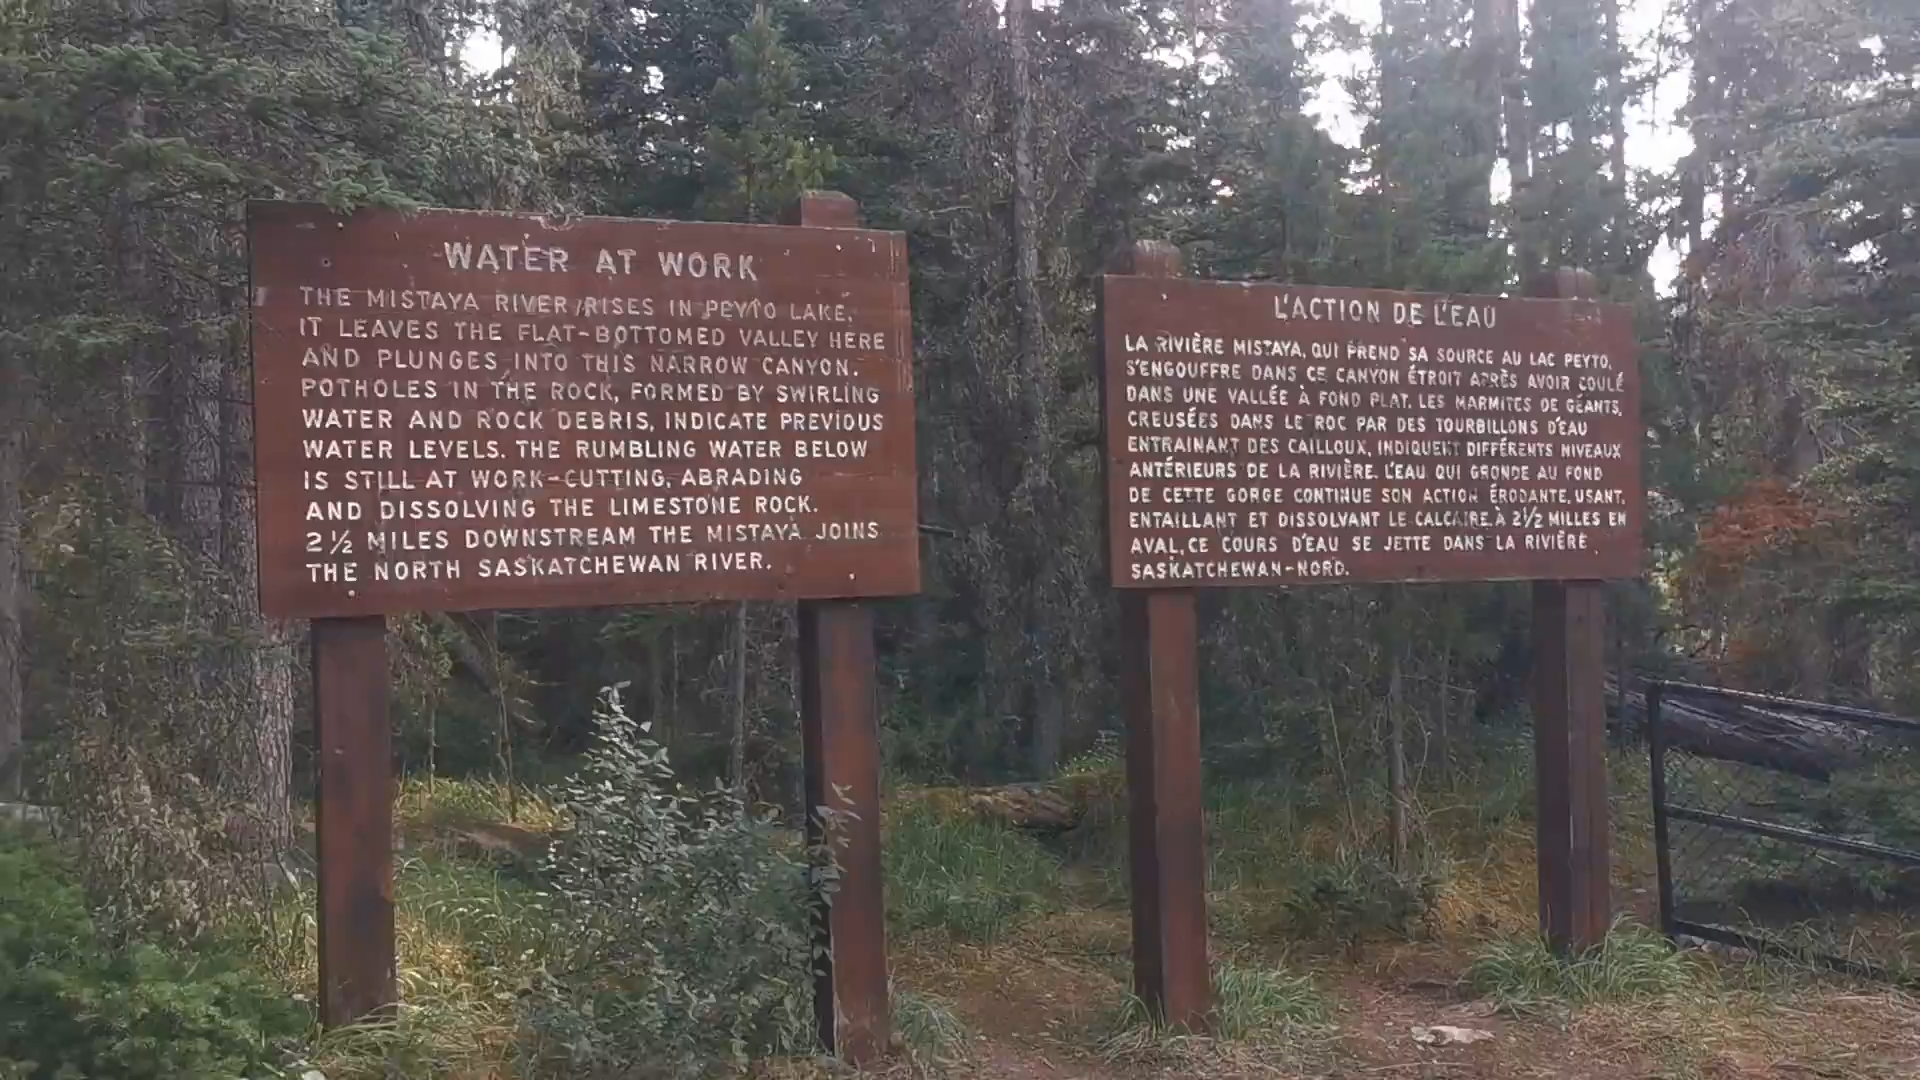 WATER AT WORK
THE MISTAYA RIVER RISES IN PEYTO LAKE.
IT LEAVES THE FLAT-BOTTOMED VALLEY HERE
AND PLUNGES INTO THIS NARROW CANYON.
POTHOLES IN THE ROCK, FORMED BY SWIRLING
WATER AND ROCK DEBRIS, INDICATE PREVIOUS
WATER LEVELS. THE RUMBLING WATER BELOW
IS STILL AT WORK-CUTTING, ABRADING
AND DISSOLVING THE LIMESTONE ROCK.
2 ½ MILES DOWNSTREAM THE MISTAYA JOINS
THE NORTH SASKATCHEWAN RIVER.
L'ACTION DE L'EAU
LA RIVIÈRE MISTAYA, QUI PREND SA SOURCE AU LAC PEYTO,
S'ENGOUFFRE DANS CE CANYON ÉTROIT APRÈS AVOIR COULÉ
DANS UNE VALLÉE À FOND PLAT. LES MARMITES DE GÉANTS,
CREUSÉES DANS LE ROC PAR DES TOURBILLONS D'EAU
ENTRAINANT DES CAILLOUX, INDIQUENT DIFFÉRENTS NIVEAUX
ANTÉRIEURS DE LA RIVIÈRE. L'EAU QUI GRONDE AU FOND
DE CETTE GORGE CONTINUE SON ACTION ÉRODANTE, USANT,
ENTAILLANT ET DISSOLVANT LE CALCAIRE. À 2½ MILLES EN
AVAL, CE COURS D'EAU SE JETTE DANS LA RIVIÈRE
SASKATCHEWAN-NORD.